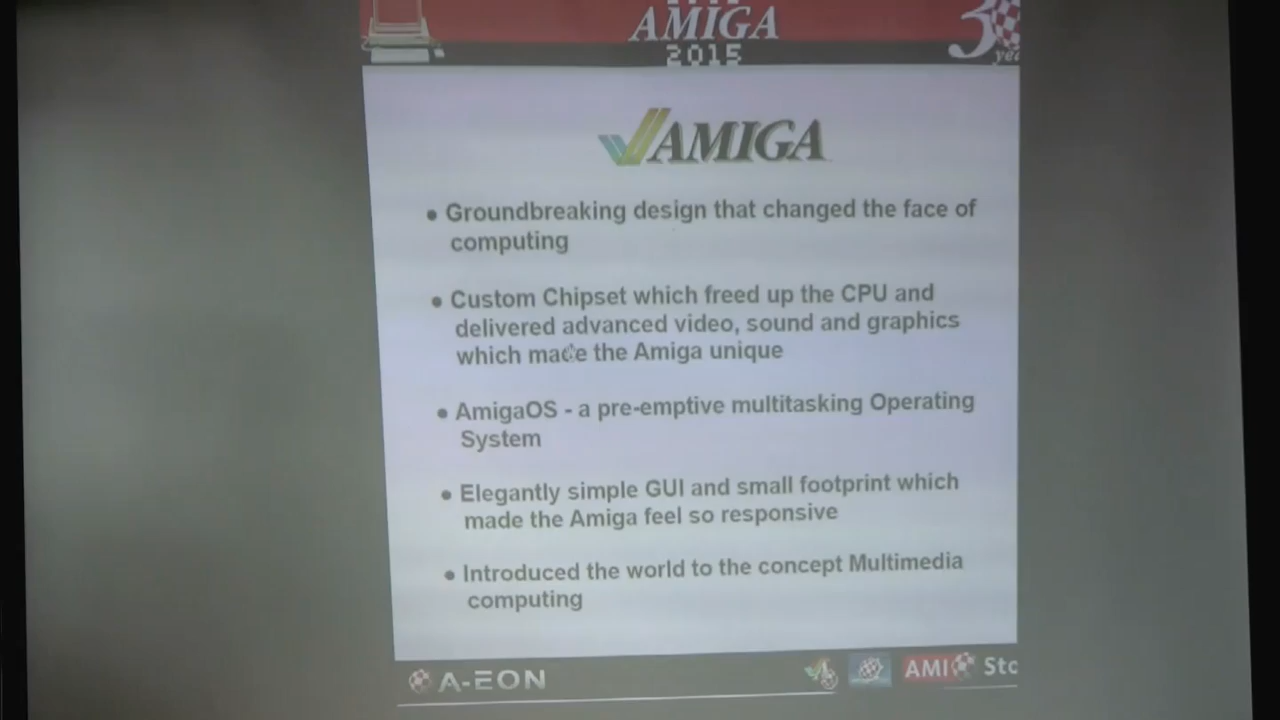 AMIGA
2015
30
AMIGA
● Groundbreaking design that changed the face of
computing
● Custom Chipset which freed up the CPU and
delivered advanced video, sound and graphics
which made the Amiga unique
● AmigaOS - a pre-emptive multitasking Operating
System
● Elegantly simple GUI and small footprint which
made the Amiga feel so responsive
● Introduced the world to the concept Multimedia
computing
A-EON
AMI Sto